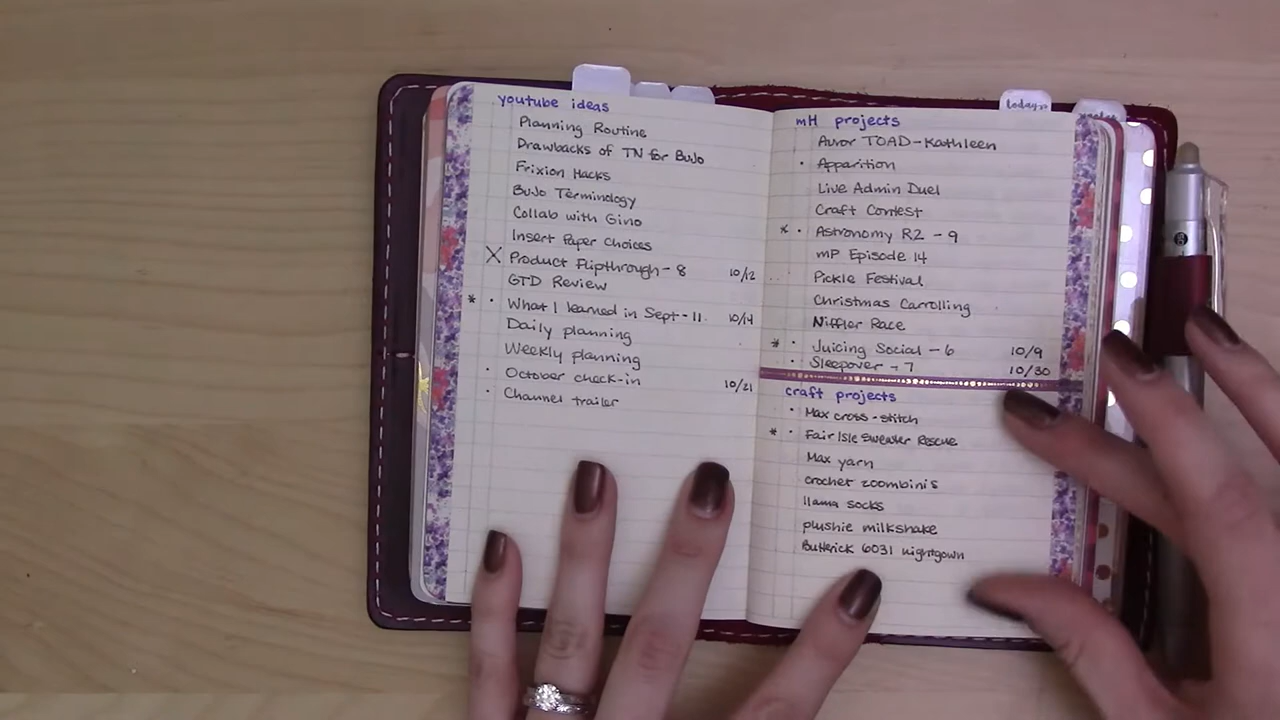 youtube ideas
Planning Routine
Drawbacks of TN for BuJo
Frixion Hacks
BuJo Terminology
Collab with Gino
Insert Paper Choices
X Product Flipthrough - 8 10/12
GTD Review
* · What I learned in Sept - 11 10/14
Daily planning
Weekly planning
· October check-in 10/21
· Channel trailer
today
mH projects
Auror TOAD - Kathleen
· Apparition
Live Admin Duel
Craft Contest
* · Astronomy R2 - 9
mP Episode 14
Pickle Festival
Christmas Carrolling
Niffler Race
* · Juicing Social - 6 10/9
· Sleepover - 7 10/30
craft projects
· Max cross-stitch
* · Fair Isle Sweater Rescue
Max yarn
crochet zoombinis
llama socks
plushie milkshake
Butterick 6031 nightgown